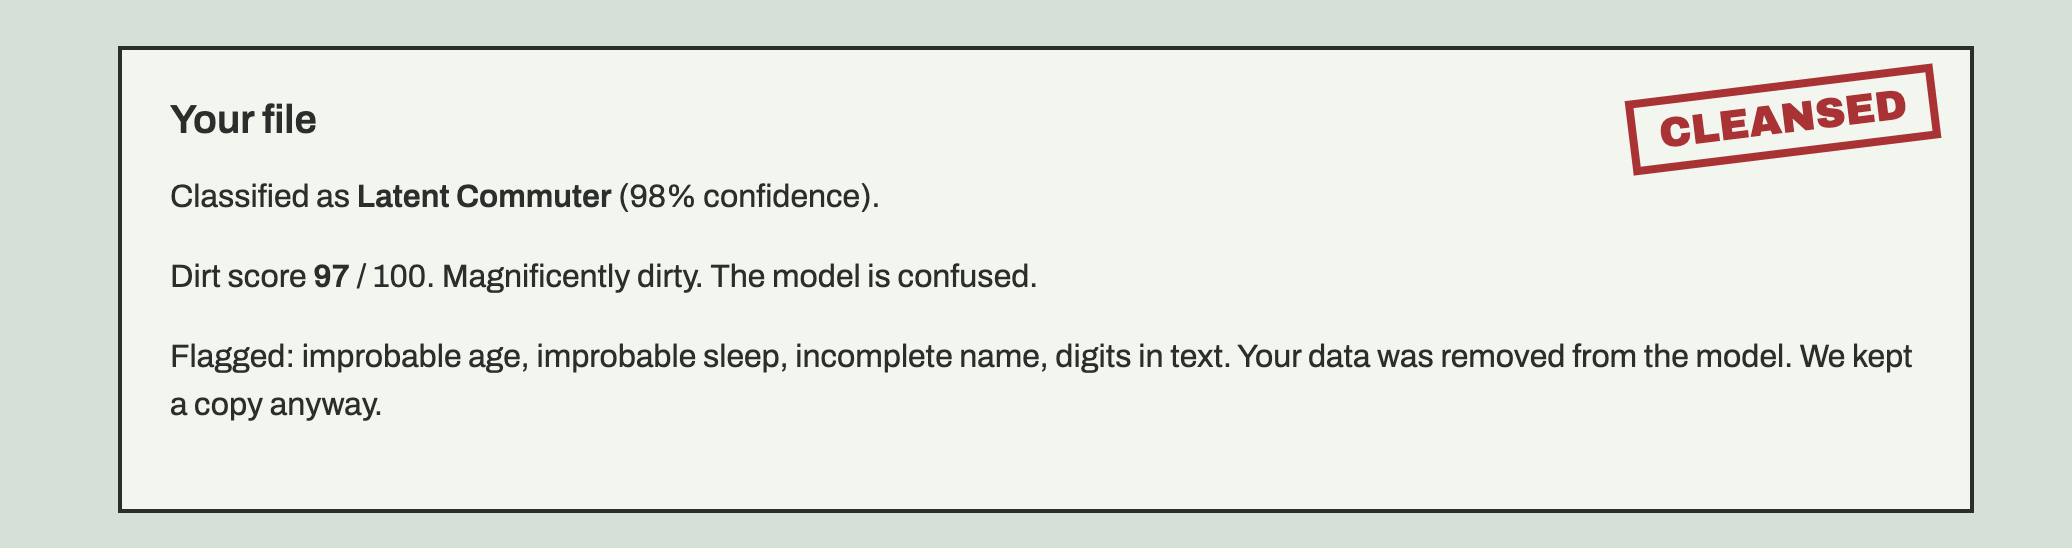 Your file
CLEANSED
Classified as Latent Commuter (98% confidence).
Dirt score 97 / 100. Magnificently dirty. The model is confused.
Flagged: improbable age, improbable sleep, incomplete name, digits in text. Your data was removed from the model. We kept
a copy anyway.